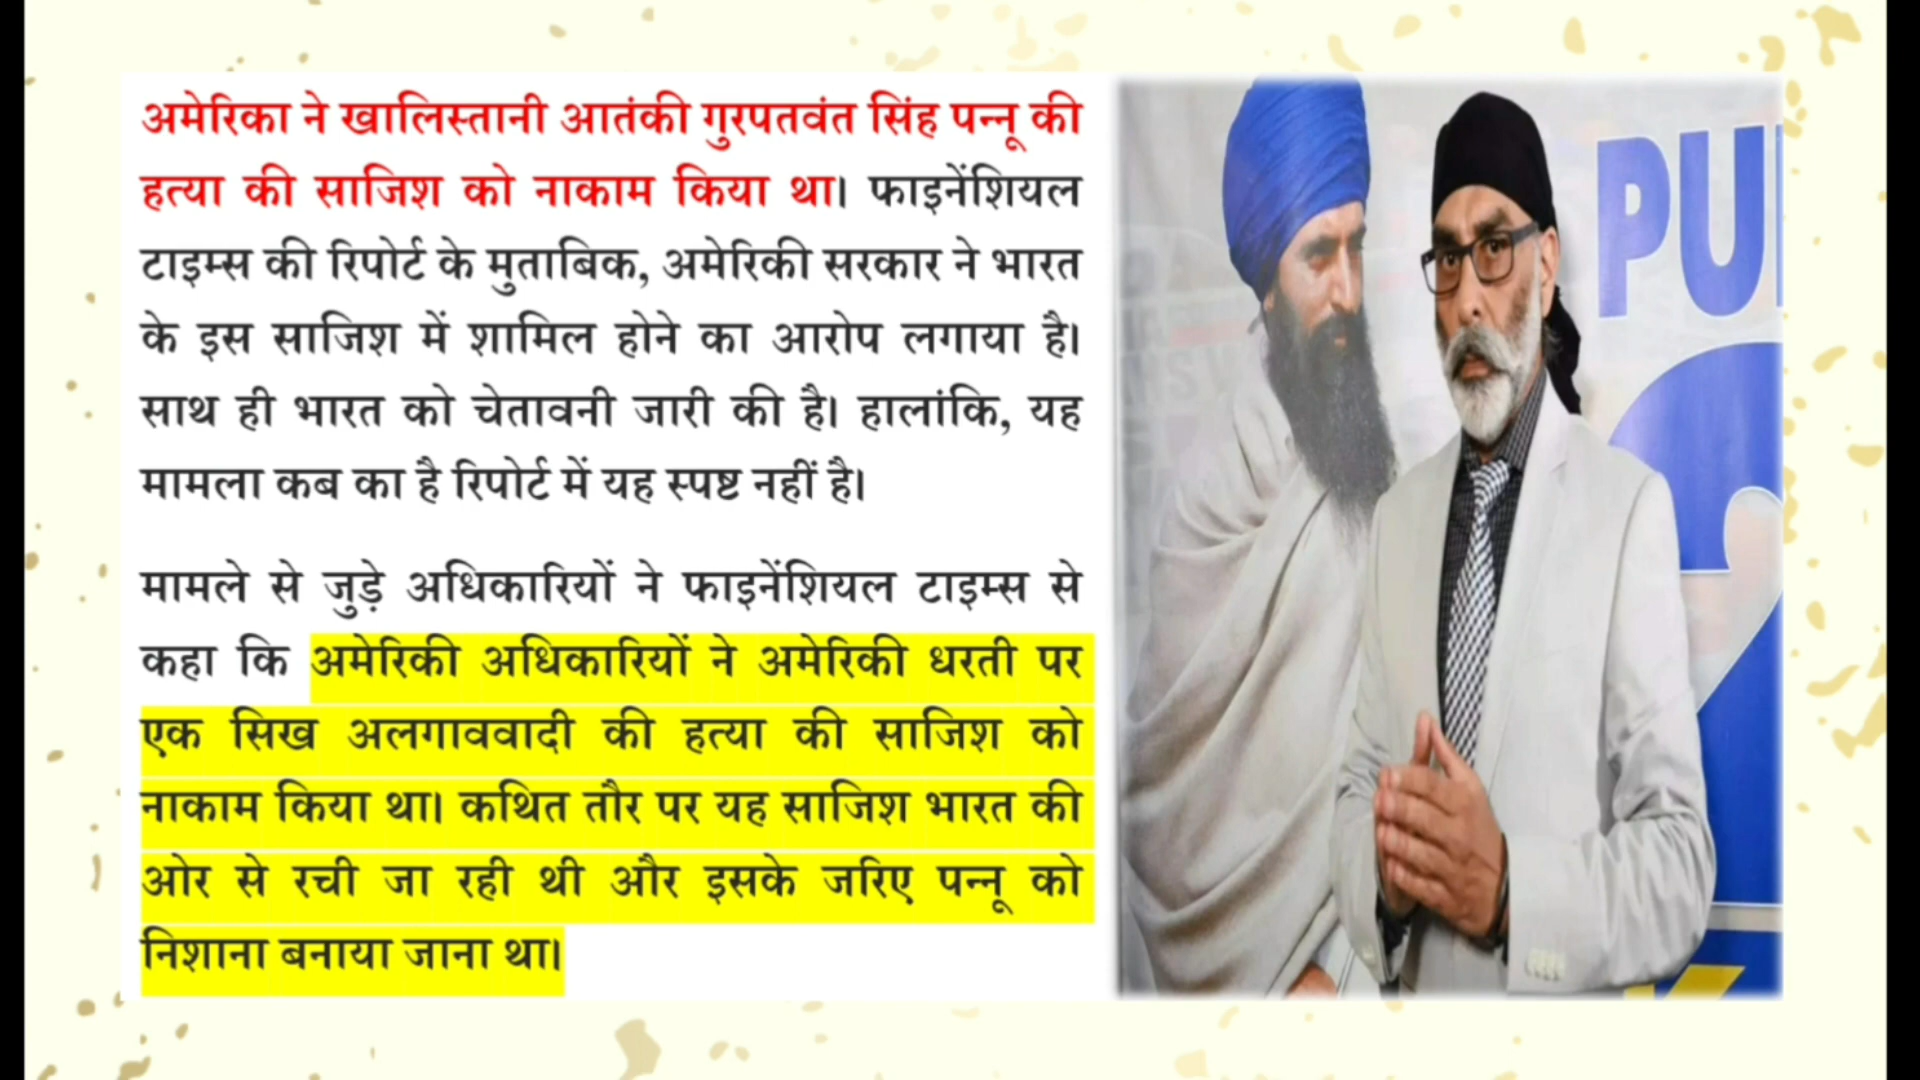 अमेरिका ने खालिस्तानी आतंकी गुरपतवंत सिंह पन्नू की
हत्या की साजिश को नाकाम किया था। फाइनेंशियल
टाइम्स की रिपोर्ट के मुताबिक, अमेरिकी सरकार ने भारत
के इस साजिश में शामिल होने का आरोप लगाया है।
साथ ही भारत को चेतावनी जारी की है। हालांकि, यह
मामला कब का है रिपोर्ट में यह स्पष्ट नहीं है।
मामले से जुड़े अधिकारियों ने फाइनेंशियल टाइम्स से
कहा कि अमेरिकी अधिकारियों ने अमेरिकी धरती पर
एक सिख अलगाववादी की हत्या की साजिश को
नाकाम किया था। कथित तौर पर यह साजिश भारत की
ओर से रची जा रही थी और इसके जरिए पन्नू को
निशाना बनाया जाना था।
PU
2